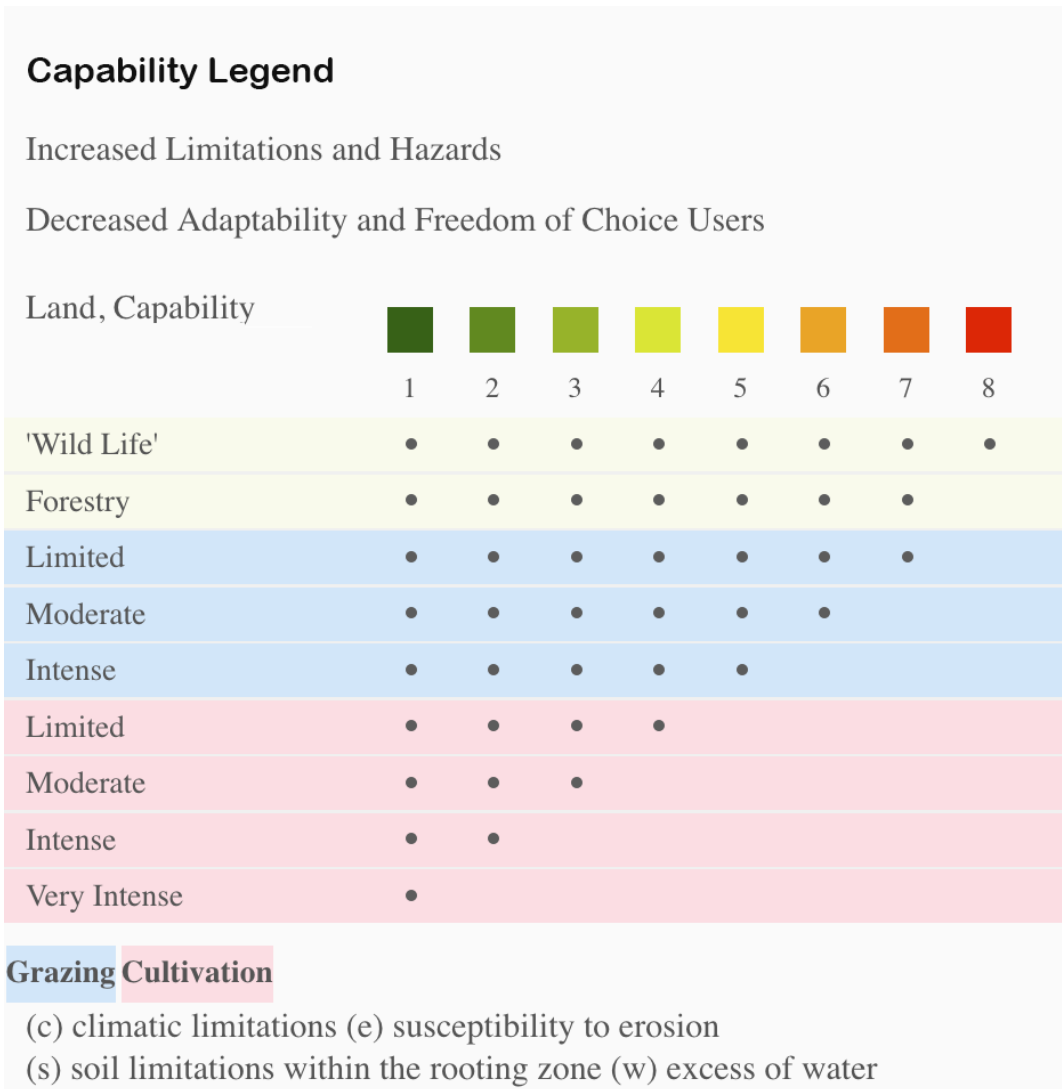 Capability Legend
Increased Limitations and Hazards
Decreased Adaptability and Freedom of Choice Users
Land, Capability
1 2 3 4 5 6 7 8
'Wild Life' • • • • • • • •
Forestry • • • • • • •
Limited • • • • • • •
Moderate • • • • • •
Intense • • • • •
Limited • • • •
Moderate • • •
Intense • •
Very Intense •
Grazing Cultivation
(c) climatic limitations (e) susceptibility to erosion
(s) soil limitations within the rooting zone (w) excess of water